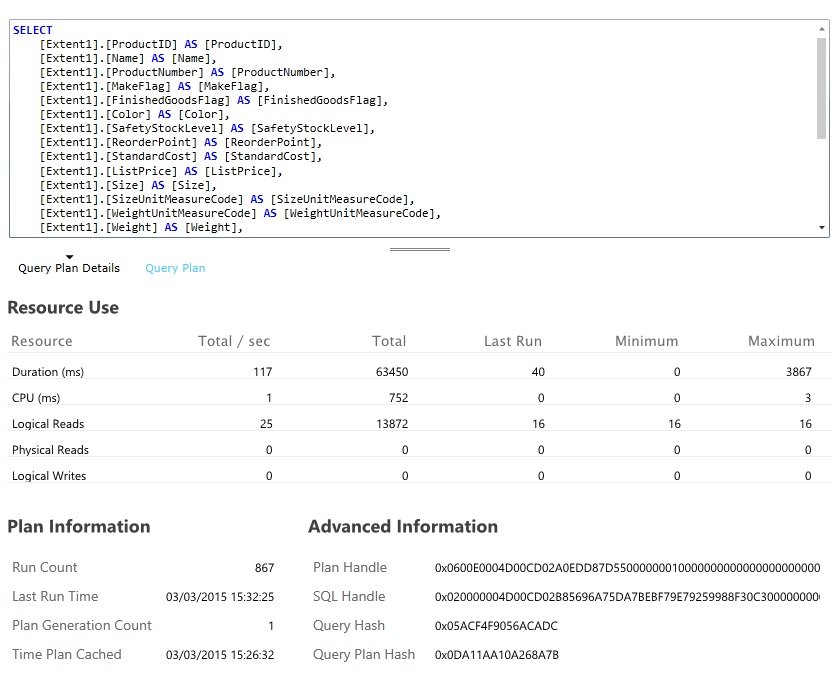 SELECT
[Extent1].[ProductID] AS [ProductID],
[Extent1].[Name] AS [Name],
[Extent1].[ProductNumber] AS [ProductNumber],
[Extent1].[MakeFlag] AS [MakeFlag],
[Extent1].[FinishedGoodsFlag] AS [FinishedGoodsFlag],
[Extent1].[Color] AS [Color],
[Extent1].[SafetyStockLevel] AS [SafetyStockLevel],
[Extent1].[ReorderPoint] AS [ReorderPoint],
[Extent1].[StandardCost] AS [StandardCost],
[Extent1].[ListPrice] AS [ListPrice],
[Extent1].[Size] AS [Size],
[Extent1].[SizeUnitMeasureCode] AS [SizeUnitMeasureCode],
[Extent1].[WeightUnitMeasureCode] AS [WeightUnitMeasureCode],
[Extent1].[Weight] AS [Weight],
Query Plan Details Query Plan
Resource Use
Resource Total / sec Total Last Run Minimum Maximum
Duration (ms) 117 63450 40 0 3867
CPU (ms) 1 752 0 0 3
Logical Reads 25 13872 16 16 16
Physical Reads 0 0 0 0 0
Logical Writes 0 0 0 0 0
Plan Information Advanced Information
Run Count 867 Plan Handle 0x0600E0004D00CD02A0EDD87D5500000001000000000000000000000
Last Run Time 03/03/2015 15:32:25 SQL Handle 0x020000004D00CD02B85696A75DA7BEBF79E79259988F30C300000000
Plan Generation Count 1 Query Hash 0x05ACF4F9056ACADC
Time Plan Cached 03/03/2015 15:26:32 Query Plan Hash 0x0DA11AA10A268A7B